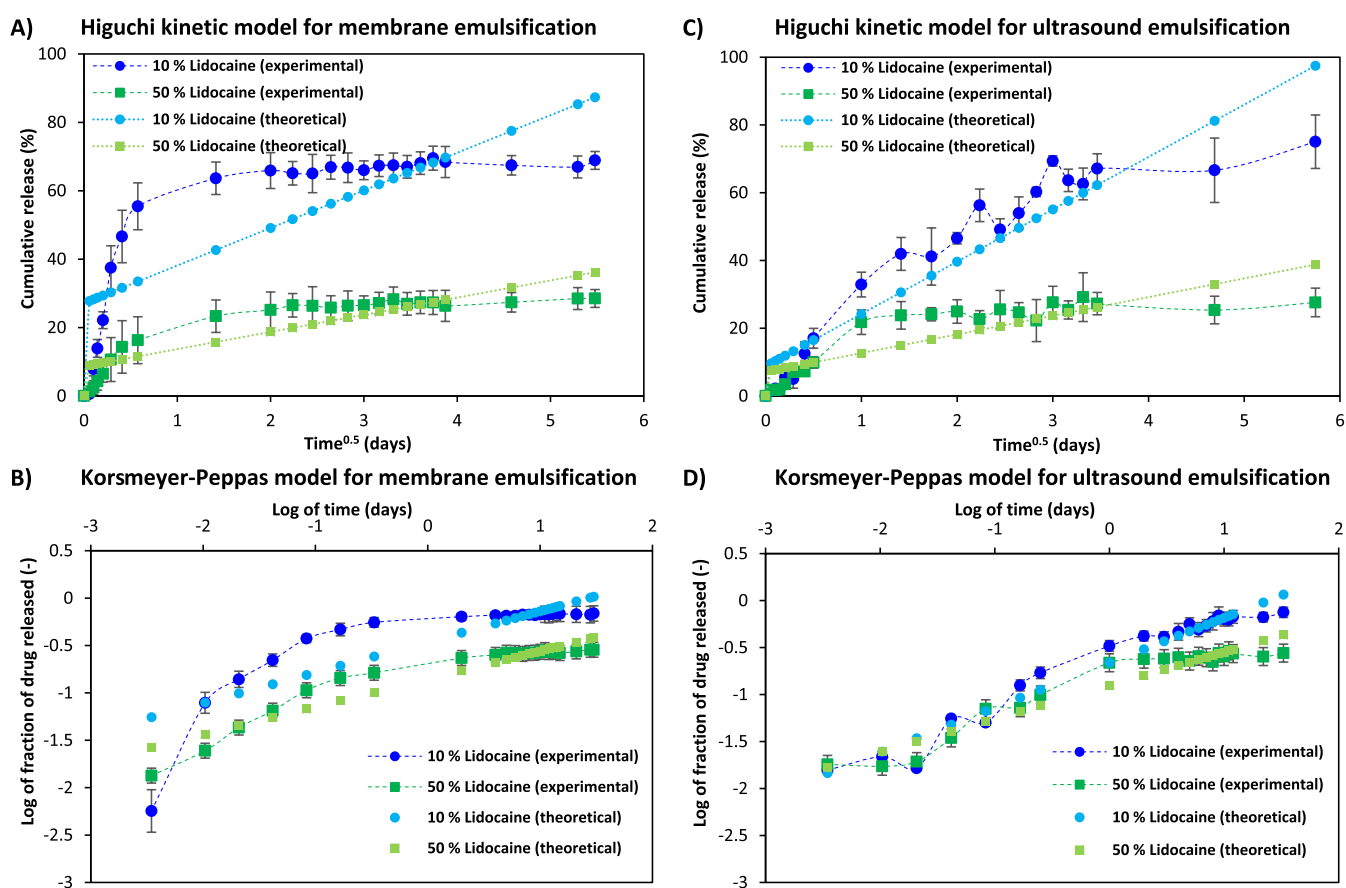 A) Higuchi kinetic model for membrane emulsification
100
80
60
40
20
0
Cumulative release (%)
10 % Lidocaine (experimental)
50 % Lidocaine (experimental)
10 % Lidocaine (theoretical)
50 % Lidocaine (theoretical)
0 1 2 3 4 5 6
Time0.5 (days)
C) Higuchi kinetic model for ultrasound emulsification
100
80
60
40
20
0
Cumulative release (%)
10 % Lidocaine (experimental)
50 % Lidocaine (experimental)
10 % Lidocaine (theoretical)
50 % Lidocaine (theoretical)
0 1 2 3 4 5 6
Time0.5 (days)
B) Korsmeyer-Peppas model for membrane emulsification
Log of time (days)
-3 -2 -1 0 1 2
0.5
0
-0.5
-1
-1.5
-2
-2.5
-3
Log of fraction of drug released (-)
10 % Lidocaine (experimental)
50 % Lidocaine (experimental)
10 % Lidocaine (theoretical)
50 % Lidocaine (theoretical)
D) Korsmeyer-Peppas model for ultrasound emulsification
Log of time (days)
-3 -2 -1 0 1 2
0.5
0
-0.5
-1
-1.5
-2
-2.5
-3
Log of fraction of drug released (-)
10 % Lidocaine (experimental)
50 % Lidocaine (experimental)
10 % Lidocaine (theoretical)
50 % Lidocaine (theoretical)